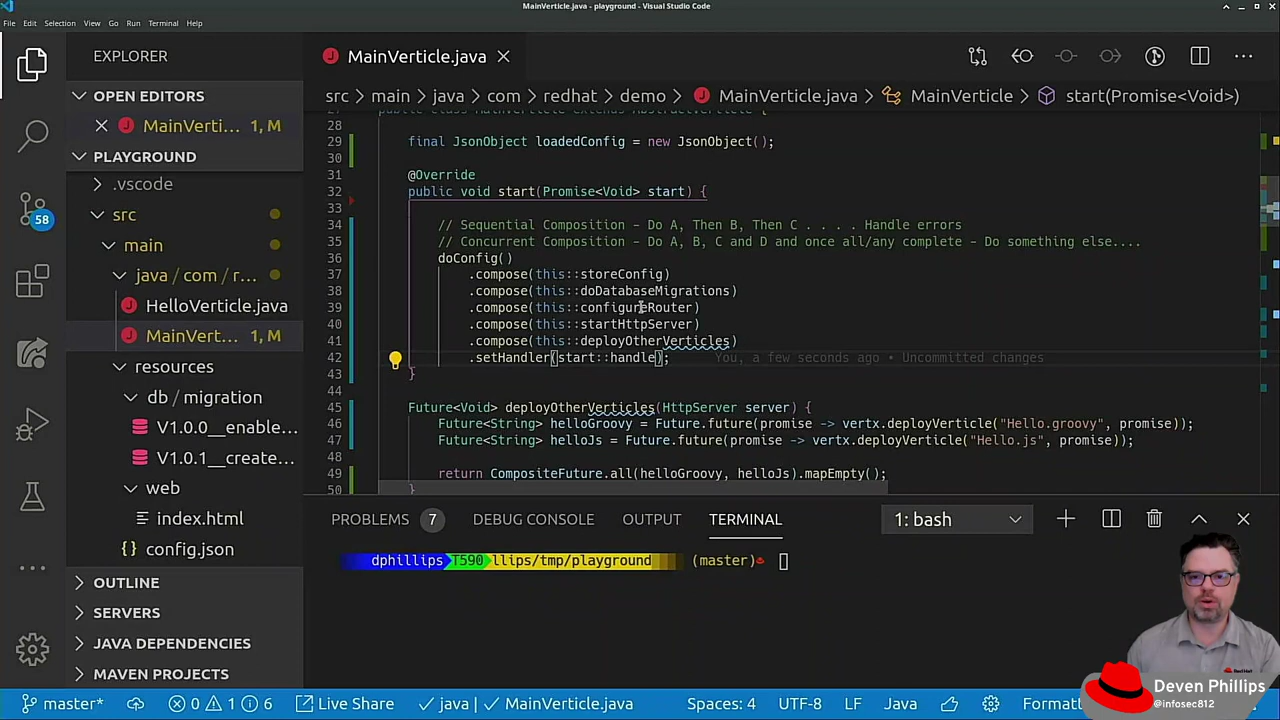 MainVerticle.java - playground - Visual Studio Code
File Edit Selection View Go Run Terminal Help
EXPLORER
OPEN EDITORS
MainVerti... 1, M
PLAYGROUND
.vscode
src
main
java / com / r...
HelloVerticle.java
MainVert... 1, M
resources
db / migration
V1.0.0__enable...
V1.0.1__create...
web
index.html
config.json
OUTLINE
SERVERS
JAVA DEPENDENCIES
MAVEN PROJECTS
58
MainVerticle.java
src > main > java > com > redhat > demo > MainVerticle.java > MainVerticle > start(Promise<Void>)
28
29 final JsonObject loadedConfig = new JsonObject();
30
31 @Override
32 public void start(Promise<Void> start) {
33
34 // Sequential Composition - Do A, Then B, Then C . . . . Handle errors
35 // Concurrent Composition - Do A, B, C and D and once all/any complete - Do something else....
36 doConfig()
37 .compose(this::storeConfig)
38 .compose(this::doDatabaseMigrations)
39 .compose(this::configureRouter)
40 .compose(this::startHttpServer)
41 .compose(this::deployOtherVerticles)
42 .setHandler(start::handle); You, a few seconds ago • Uncommitted changes
43 }
44
45 Future<Void> deployOtherVerticles(HttpServer server) {
46 Future<String> helloGroovy = Future.future(promise -> vertx.deployVerticle("Hello.groovy", promise));
47 Future<String> helloJs = Future.future(promise -> vertx.deployVerticle("Hello.js", promise));
48
49 return CompositeFuture.all(helloGroovy, helloJs).mapEmpty();
50 }
PROBLEMS 7 DEBUG CONSOLE OUTPUT TERMINAL 1: bash
dphillips T590 llips/tmp/playground (master)
Red Hat
Deven Phillips
@infosec812
master* 0 1 6 Live Share java MainVerticle.java Spaces: 4 UTF-8 LF Java